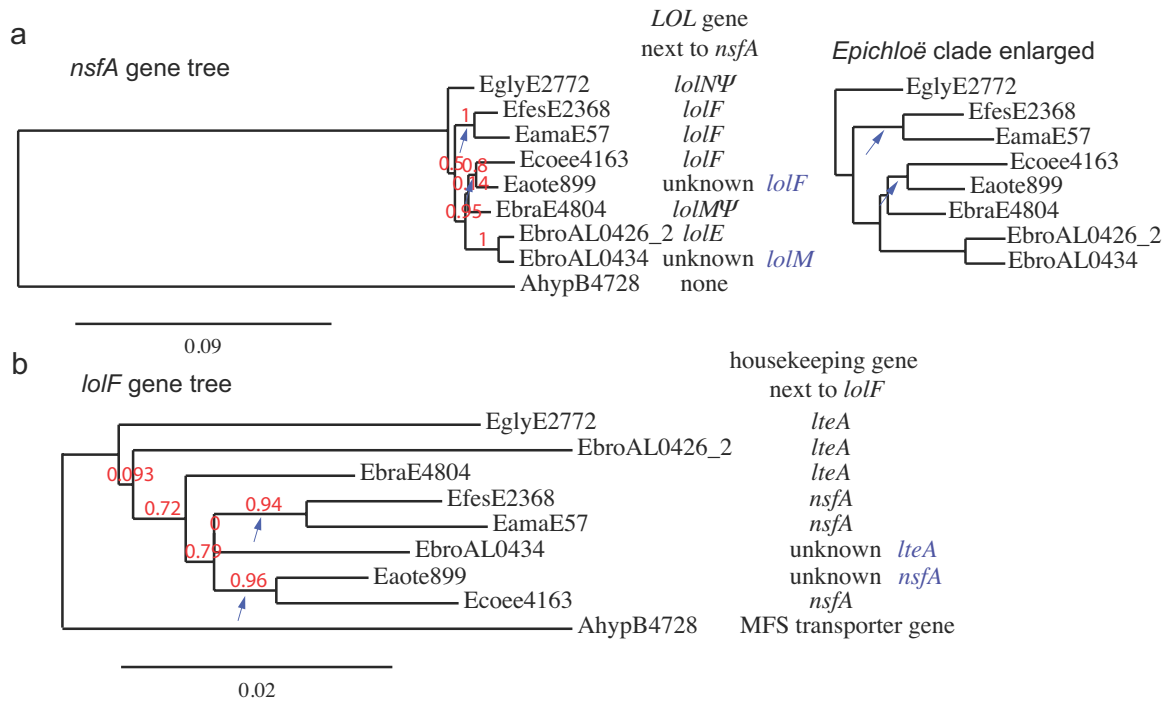 a
nsfA gene tree
LOL gene
next to nsfA
Epichloë clade enlarged
EglyE2772 lolNΨ
EfesE2368 lolF
EamaE57 lolF
Ecoee4163 lolF
Eaote899 unknown lolF
EbraE4804 lolMΨ
EbroAL0426_2 lolE
EbroAL0434 unknown lolM
AhypB4728 none
1
0.5
0.8
0.14
0.95
1
0.09
EglyE2772
EfesE2368
EamaE57
Ecoee4163
Eaote899
EbraE4804
EbroAL0426_2
EbroAL0434
b
lolF gene tree
housekeeping gene
next to lolF
EglyE2772 lteA
EbroAL0426_2 lteA
EbraE4804 lteA
EfesE2368 nsfA
EamaE57 nsfA
EbroAL0434 unknown lteA
Eaote899 unknown nsfA
Ecoee4163 nsfA
AhypB4728 MFS transporter gene
0.093
0.72
0.94
0
0.79
0.96
0.02